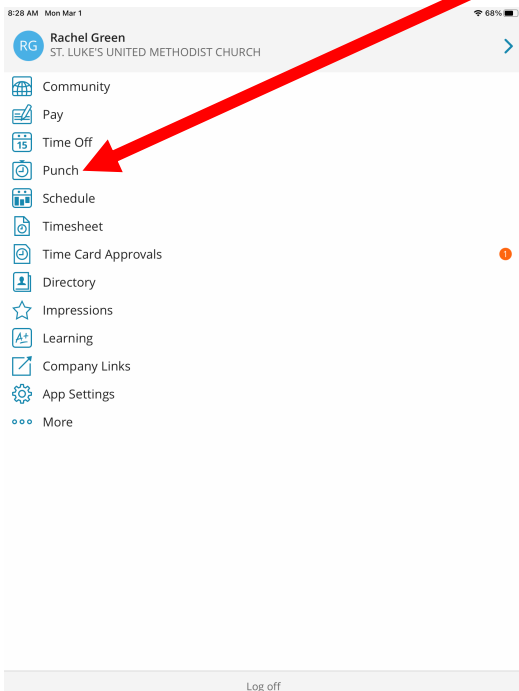 8:28 AM Mon Mar 1 68%
RG
Rachel Green
ST. LUKE'S UNITED METHODIST CHURCH
Community
Pay
15 Time Off
Punch
Schedule
Timesheet
Time Card Approvals 1
Directory
Impressions
A+ Learning
Company Links
App Settings
More
Log off